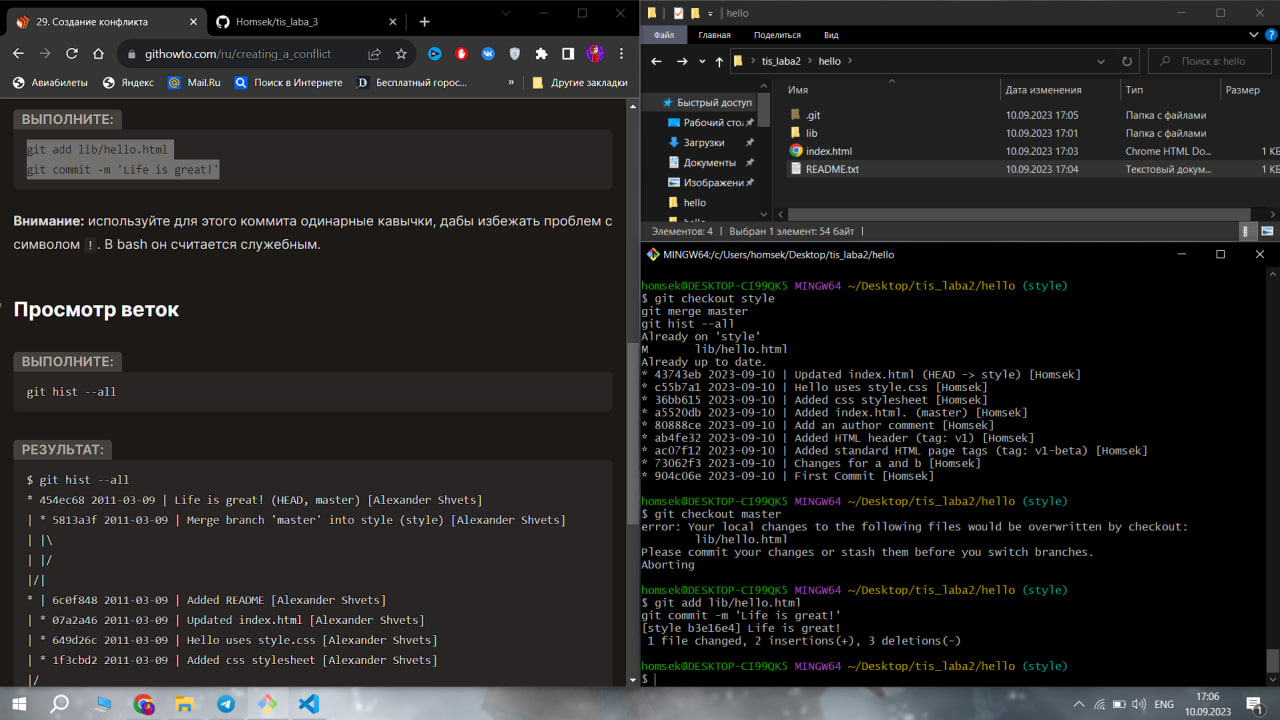 29. Создание конфликта
Homsek/tis_laba_3
githowto.com/ru/creating_a_conflict
Авиабилеты
Яндекс
Mail.Ru
Поиск в Интернете
Бесплатный горос...
»
Другие закладки
ВЫПОЛНИТЕ:
git add lib/hello.html
git commit -m 'Life is great!'
Внимание: используйте для этого коммита одинарные кавычки, дабы избежать проблем с
символом !. В bash он считается служебным.
Просмотр веток
ВЫПОЛНИТЕ:
git hist --all
РЕЗУЛЬТАТ:
$ git hist --all
* 454ec68 2011-03-09 | Life is great! (HEAD, master) [Alexander Shvets]
| * 5813a3f 2011-03-09 | Merge branch 'master' into style (style) [Alexander Shvets]
| |\
| |/
|/|
* | 6c0f848 2011-03-09 | Added README [Alexander Shvets]
| * 07a2a46 2011-03-09 | Updated index.html [Alexander Shvets]
| * 649d26c 2011-03-09 | Hello uses style.css [Alexander Shvets]
| * 1f3cbd2 2011-03-09 | Added css stylesheet [Alexander Shvets]
|/
hello
Файл
Главная
Поделиться
Вид
tis_laba2 > hello >
Поиск в: hello
Быстрый доступ
Рабочий сто.
Загрузки
Документы
Изображени
hello
Имя
Дата изменения
Тип
Размер
.git 10.09.2023 17:05 Папка с файлами
lib 10.09.2023 17:01 Папка с файлами
index.html 10.09.2023 17:03 Chrome HTML Do... 1 КБ
README.txt 10.09.2023 17:04 Текстовый докум... 1 КБ
Элементов: 4 | Выбран 1 элемент: 54 байт |
MINGW64:/c/Users/homsek/Desktop/tis_laba2/hello
homsek@DESKTOP-CI99QK5 MINGW64 ~/Desktop/tis_laba2/hello (style)
$ git checkout style
git merge master
git hist --all
Already on 'style'
M lib/hello.html
Already up to date.
* 43743eb 2023-09-10 | Updated index.html (HEAD -> style) [Homsek]
* c55b7a1 2023-09-10 | Hello uses style.css [Homsek]
* 36bb615 2023-09-10 | Added css stylesheet [Homsek]
* a5520db 2023-09-10 | Added index.html. (master) [Homsek]
* 80888ce 2023-09-10 | Add an author comment [Homsek]
* ab4fe32 2023-09-10 | Added HTML header (tag: v1) [Homsek]
* ac07f12 2023-09-10 | Added standard HTML page tags (tag: v1-beta) [Homsek]
* 73062f3 2023-09-10 | Changes for a and b [Homsek]
* 904c06e 2023-09-10 | First Commit [Homsek]
homsek@DESKTOP-CI99QK5 MINGW64 ~/Desktop/tis_laba2/hello (style)
$ git checkout master
error: Your local changes to the following files would be overwritten by checkout:
lib/hello.html
Please commit your changes or stash them before you switch branches.
Aborting
homsek@DESKTOP-CI99QK5 MINGW64 ~/Desktop/tis_laba2/hello (style)
$ git add lib/hello.html
git commit -m 'Life is great!'
[style b3e16e4] Life is great!
1 file changed, 2 insertions(+), 3 deletions(-)
homsek@DESKTOP-CI99QK5 MINGW64 ~/Desktop/tis_laba2/hello (style)
$
ENG
17:06
10.09.2023
1